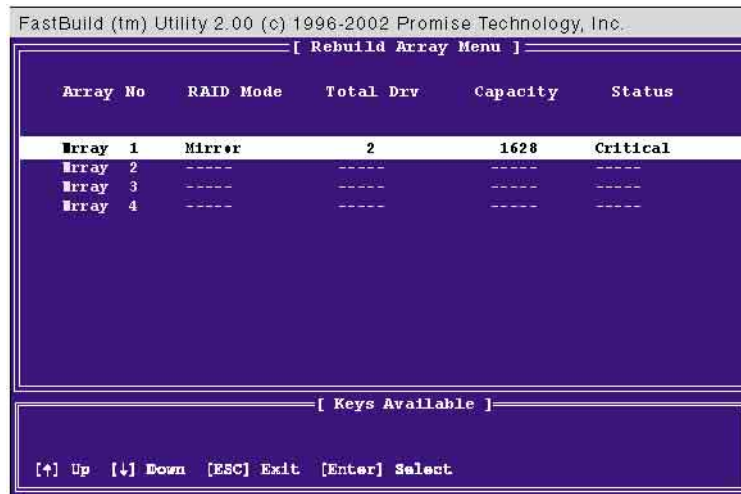 FastBuild (tm) Utility 2.00 (c) 1996-2002 Promise Technology, Inc.
[ Rebuild Array Menu ]
Array No RAID Mode Total Drv Capacity Status
Array 1 Mirror 2 1628 Critical
Array 2 ----- ----- ----- -----
Array 3 ----- ----- ----- -----
Array 4 ----- ----- ----- -----
[ Keys Available ]
[↑] Up [↓] Down [ESC] Exit [Enter] Select